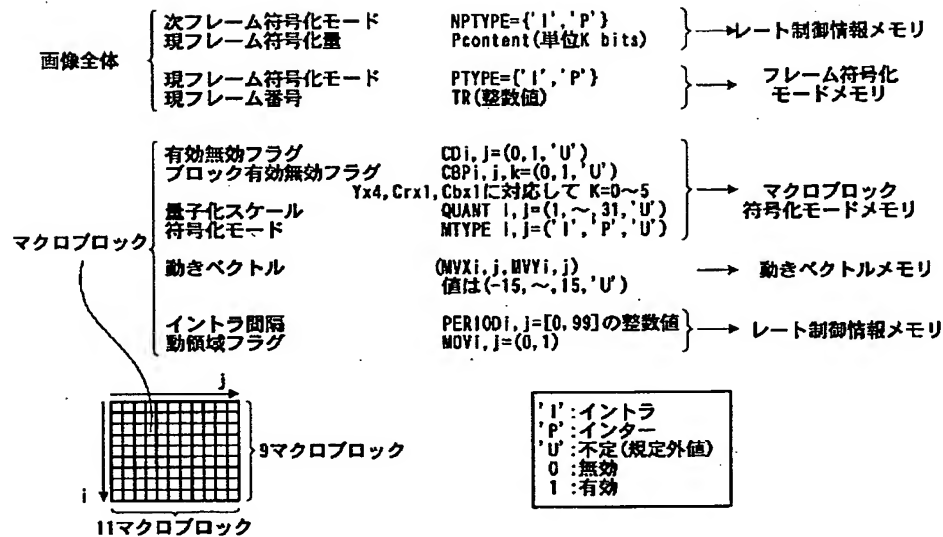 次フレーム符号化モード NPTYPE={'I','P'}
現フレーム符号化量 Pcontent(単位K bits)
レート制御情報メモリ
画像全体
現フレーム符号化モード PTYPE={'I','P'}
現フレーム番号 TR(整数値)
フレーム符号化
モードメモリ
有効無効フラグ CDi,j=(0,1,'U')
ブロック有効無効フラグ CBPi,j,k=(0,1,'U')
Yx4,Crx1,Cbx1に対応して K=0~5
量子化スケール QUANT i,j=(1,~,31,'U')
符号化モード MTYPE i,j=('I','P','U')
マクロブロック
符号化モードメモリ
マクロブロック
動きベクトル (MVXi,j,MVYi,j)
値は(-15,~,15,'U')
動きベクトルメモリ
イントラ間隔 PERIODi,j=[0,99]の整数値
動領域フラグ MOVi,j=(0,1)
レート制御情報メモリ
j
i
9マクロブロック
11マクロブロック
'I':イントラ
'P':インター
'U':不定(規定外値)
0:無効
1:有効